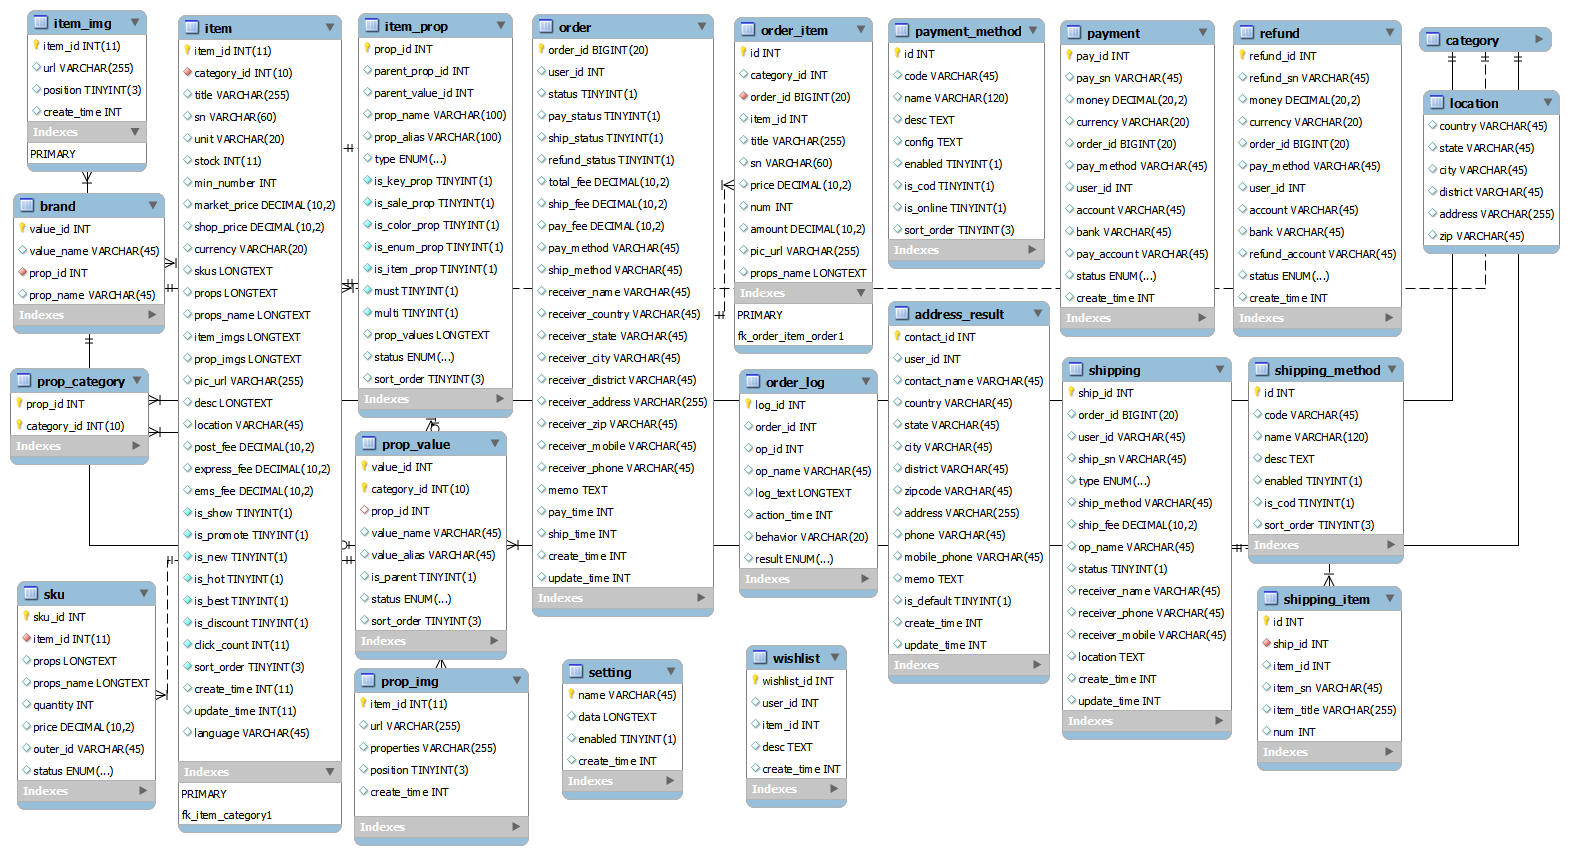 item_img
item_id INT(11)
url VARCHAR(255)
position TINYINT(3)
create_time INT
Indexes
PRIMARY
brand
value_id INT
value_name VARCHAR(45)
prop_id INT
prop_name VARCHAR(45)
Indexes
prop_category
prop_id INT
category_id INT(10)
Indexes
sku
sku_id INT
item_id INT(11)
props LONGTEXT
props_name LONGTEXT
quantity INT
price DECIMAL(10,2)
outer_id VARCHAR(45)
status ENUM(...)
Indexes
item
item_id INT(11)
category_id INT(10)
title VARCHAR(255)
sn VARCHAR(60)
unit VARCHAR(20)
stock INT(11)
min_number INT
market_price DECIMAL(10,2)
shop_price DECIMAL(10,2)
currency VARCHAR(20)
skus LONGTEXT
props LONGTEXT
props_name LONGTEXT
item_imgs LONGTEXT
prop_imgs LONGTEXT
pic_url VARCHAR(255)
desc LONGTEXT
location VARCHAR(45)
post_fee DECIMAL(10,2)
express_fee DECIMAL(10,2)
ems_fee DECIMAL(10,2)
is_show TINYINT(1)
is_promote TINYINT(1)
is_new TINYINT(1)
is_hot TINYINT(1)
is_best TINYINT(1)
is_discount TINYINT(1)
click_count INT(11)
sort_order TINYINT(3)
create_time INT(11)
update_time INT(11)
language VARCHAR(45)
Indexes
PRIMARY
fk_item_category1
item_prop
prop_id INT
parent_prop_id INT
parent_value_id INT
prop_name VARCHAR(100)
prop_alias VARCHAR(100)
type ENUM(...)
is_key_prop TINYINT(1)
is_sale_prop TINYINT(1)
is_color_prop TINYINT(1)
is_enum_prop TINYINT(1)
is_item_prop TINYINT(1)
must TINYINT(1)
multi TINYINT(1)
prop_values LONGTEXT
status ENUM(...)
sort_order TINYINT(3)
Indexes
prop_value
value_id INT
category_id INT(10)
prop_id INT
value_name VARCHAR(45)
value_alias VARCHAR(45)
is_parent TINYINT(1)
status ENUM(...)
sort_order TINYINT(3)
Indexes
prop_img
item_id INT(11)
url VARCHAR(255)
properties VARCHAR(255)
position TINYINT(3)
create_time INT
Indexes
order
order_id BIGINT(20)
user_id INT
status TINYINT(1)
pay_status TINYINT(1)
ship_status TINYINT(1)
refund_status TINYINT(1)
total_fee DECIMAL(10,2)
ship_fee DECIMAL(10,2)
pay_fee DECIMAL(10,2)
pay_method VARCHAR(45)
ship_method VARCHAR(45)
receiver_name VARCHAR(45)
receiver_country VARCHAR(45)
receiver_state VARCHAR(45)
receiver_city VARCHAR(45)
receiver_district VARCHAR(45)
receiver_address VARCHAR(255)
receiver_zip VARCHAR(45)
receiver_mobile VARCHAR(45)
receiver_phone VARCHAR(45)
memo TEXT
pay_time INT
ship_time INT
create_time INT
update_time INT
Indexes
setting
name VARCHAR(45)
data LONGTEXT
enabled TINYINT(1)
create_time INT
Indexes
order_item
id INT
category_id INT
order_id BIGINT(20)
item_id INT
title VARCHAR(255)
sn VARCHAR(60)
price DECIMAL(10,2)
num INT
amount DECIMAL(10,2)
pic_url VARCHAR(255)
props_name LONGTEXT
Indexes
PRIMARY
fk_order_item_order1
order_log
log_id INT
order_id INT
op_id INT
op_name VARCHAR(45)
log_text LONGTEXT
action_time INT
behavior VARCHAR(20)
result ENUM(...)
Indexes
wishlist
wishlist_id INT
user_id INT
item_id INT
desc TEXT
create_time INT
Indexes
payment_method
id INT
code VARCHAR(45)
name VARCHAR(120)
desc TEXT
config TEXT
enabled TINYINT(1)
is_cod TINYINT(1)
is_online TINYINT(1)
sort_order TINYINT(3)
Indexes
address_result
contact_id INT
user_id INT
contact_name VARCHAR(45)
country VARCHAR(45)
state VARCHAR(45)
city VARCHAR(45)
district VARCHAR(45)
zipcode VARCHAR(45)
address VARCHAR(255)
phone VARCHAR(45)
mobile_phone VARCHAR(45)
memo TEXT
is_default TINYINT(1)
create_time INT
update_time INT
Indexes
payment
pay_id INT
pay_sn VARCHAR(45)
money DECIMAL(20,2)
currency VARCHAR(20)
order_id BIGINT(20)
pay_method VARCHAR(45)
user_id INT
account VARCHAR(45)
bank VARCHAR(45)
pay_account VARCHAR(45)
status ENUM(...)
create_time INT
Indexes
shipping
ship_id INT
order_id BIGINT(20)
user_id VARCHAR(45)
ship_sn VARCHAR(45)
type ENUM(...)
ship_method VARCHAR(45)
ship_fee DECIMAL(10,2)
op_name VARCHAR(45)
status TINYINT(1)
receiver_name VARCHAR(45)
receiver_phone VARCHAR(45)
receiver_mobile VARCHAR(45)
location TEXT
create_time INT
update_time INT
Indexes
refund
refund_id INT
refund_sn VARCHAR(45)
money DECIMAL(20,2)
currency VARCHAR(20)
order_id BIGINT(20)
pay_method VARCHAR(45)
user_id INT
account VARCHAR(45)
bank VARCHAR(45)
refund_account VARCHAR(45)
status ENUM(...)
create_time INT
Indexes
shipping_method
id INT
code VARCHAR(45)
name VARCHAR(120)
desc TEXT
enabled TINYINT(1)
is_cod TINYINT(1)
sort_order TINYINT(3)
Indexes
shipping_item
id INT
ship_id INT
item_id INT
item_sn VARCHAR(45)
item_title VARCHAR(255)
num INT
Indexes
category
location
country VARCHAR(45)
state VARCHAR(45)
city VARCHAR(45)
district VARCHAR(45)
address VARCHAR(255)
zip VARCHAR(45)
Indexes